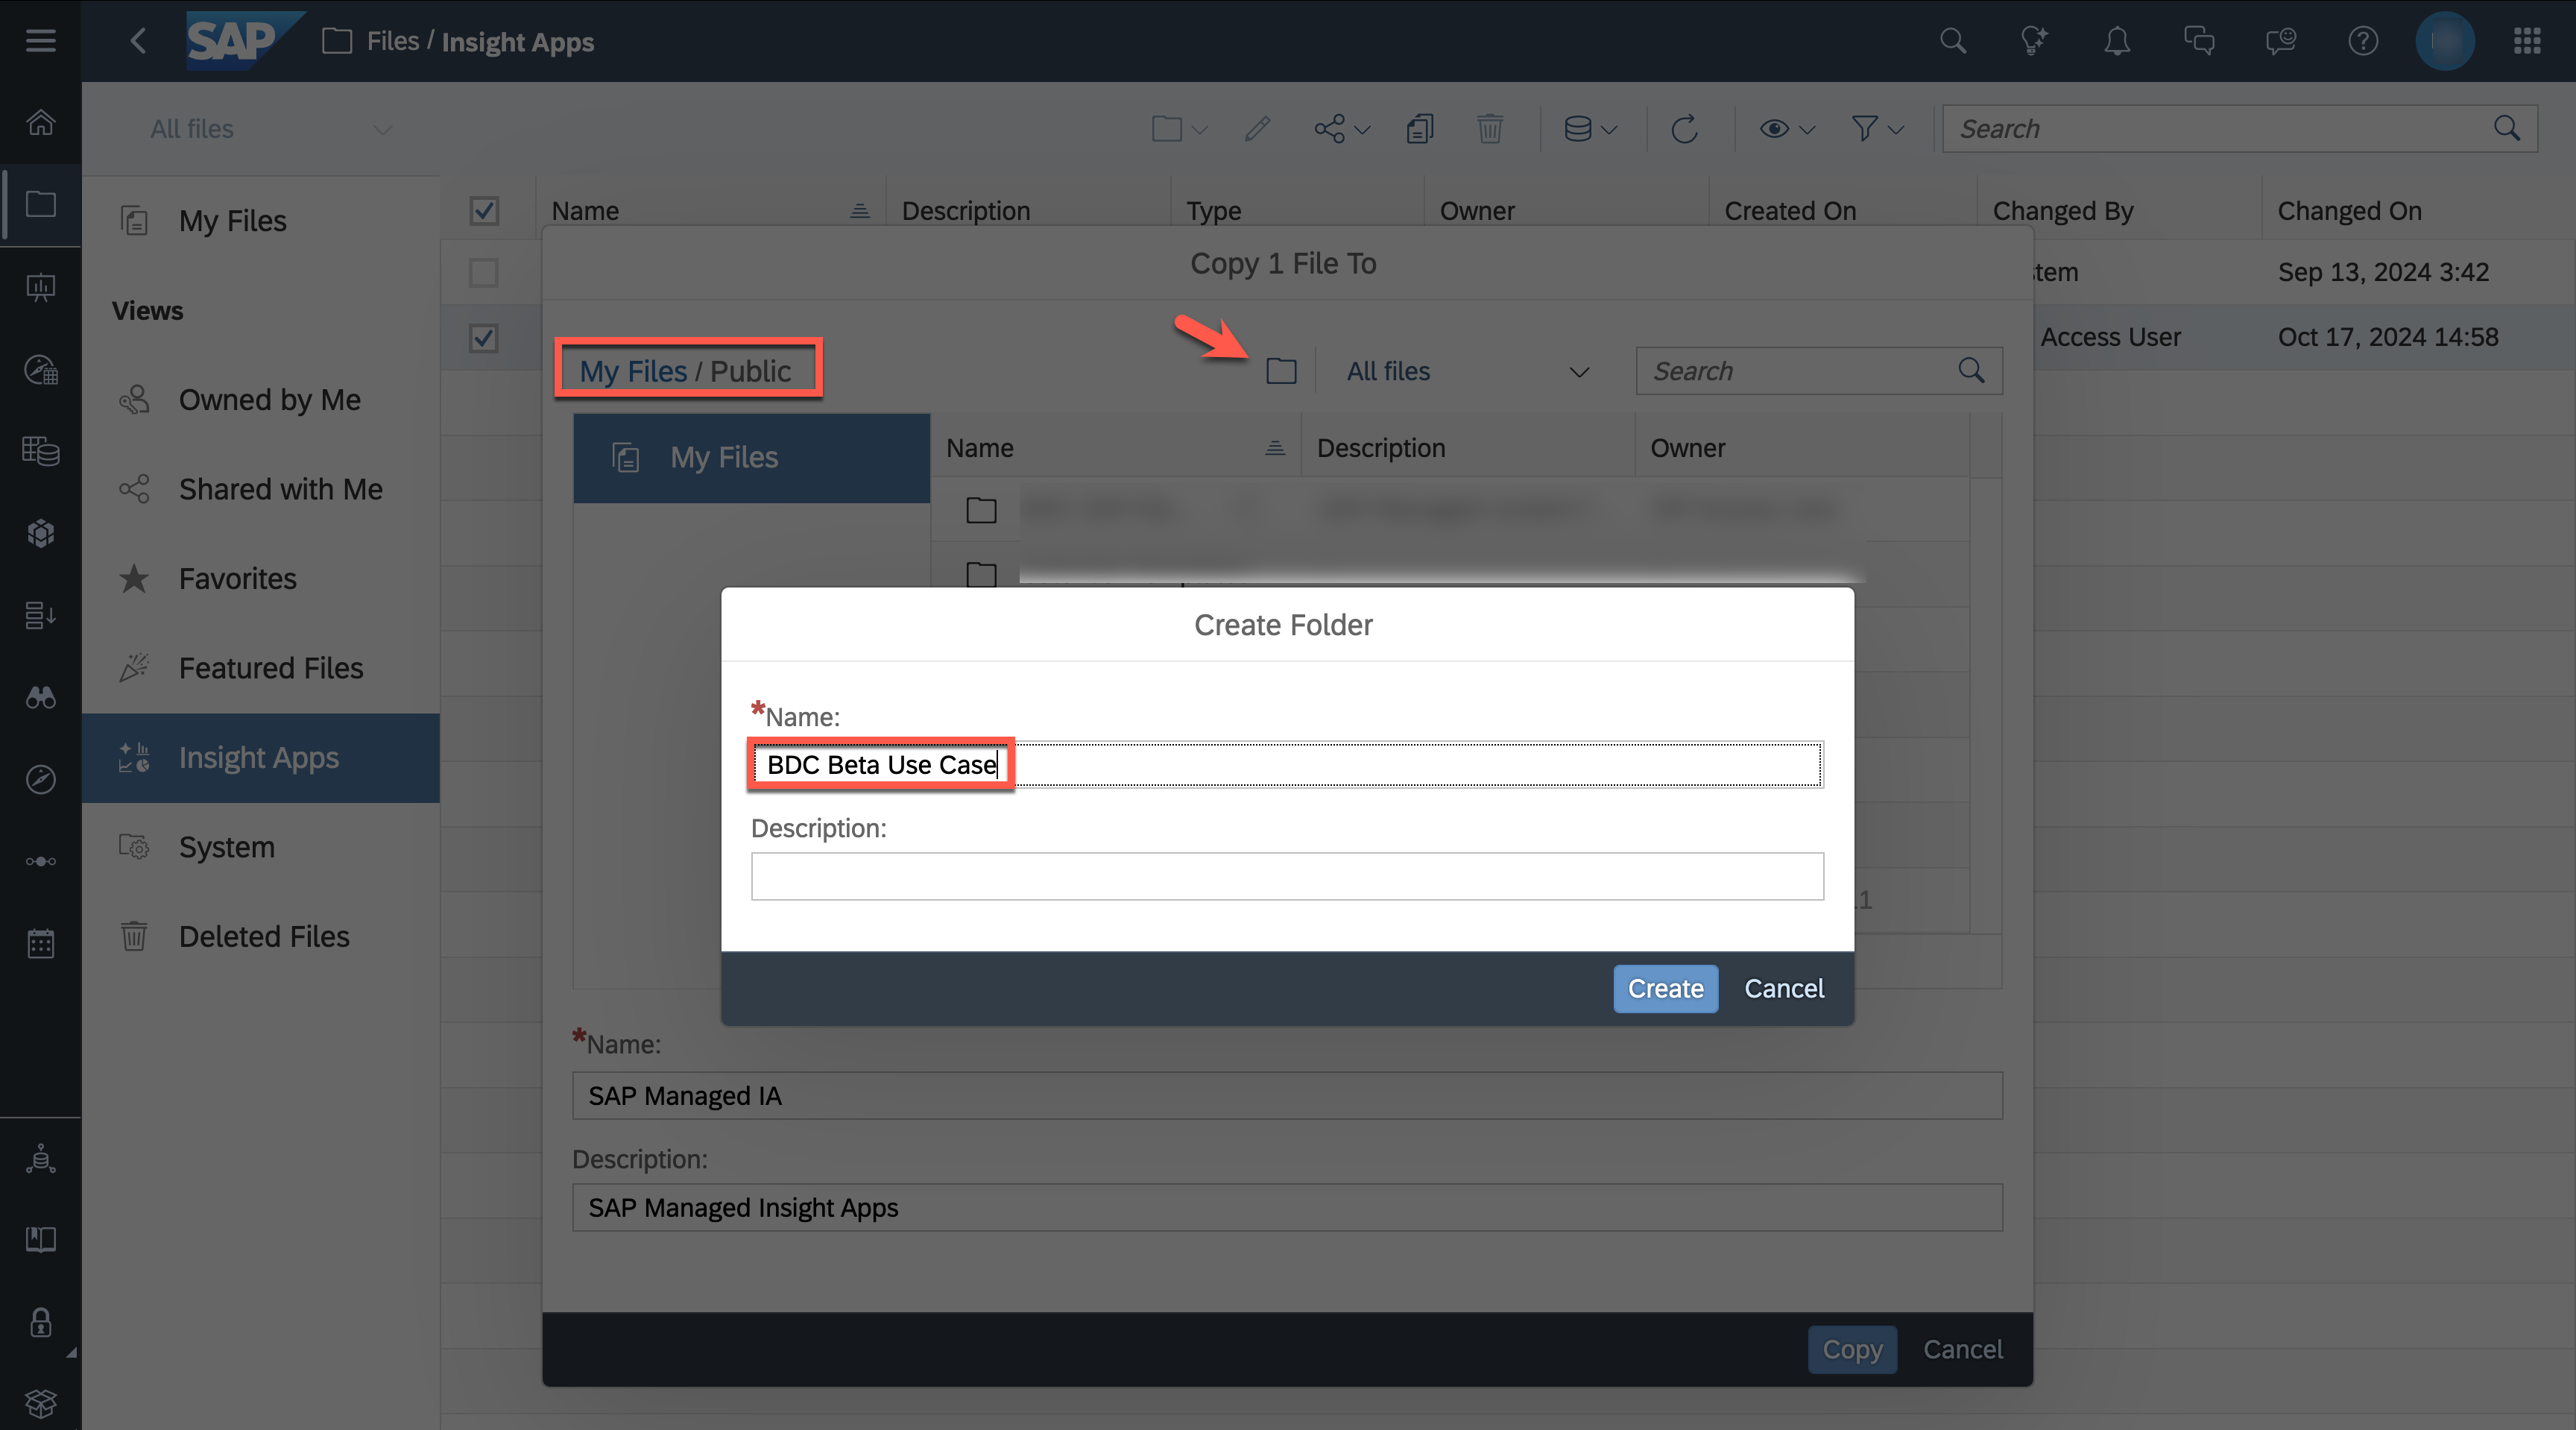 SAP Files / Insight Apps
All files
Search
My Files
Views
Owned by Me
Shared with Me
Favorites
Featured Files
Insight Apps
System
Deleted Files
Name Description Type Owner Created On Changed By Changed On
Sep 13, 2024 3:42
Access User Oct 17, 2024 14:58
Copy 1 File To
My Files / Public
All files
Search
My Files
Name Description Owner
Create Folder
*Name:
BDC Beta Use Case
Description:
Create Cancel
*Name:
SAP Managed IA
Description:
SAP Managed Insight Apps
Copy Cancel